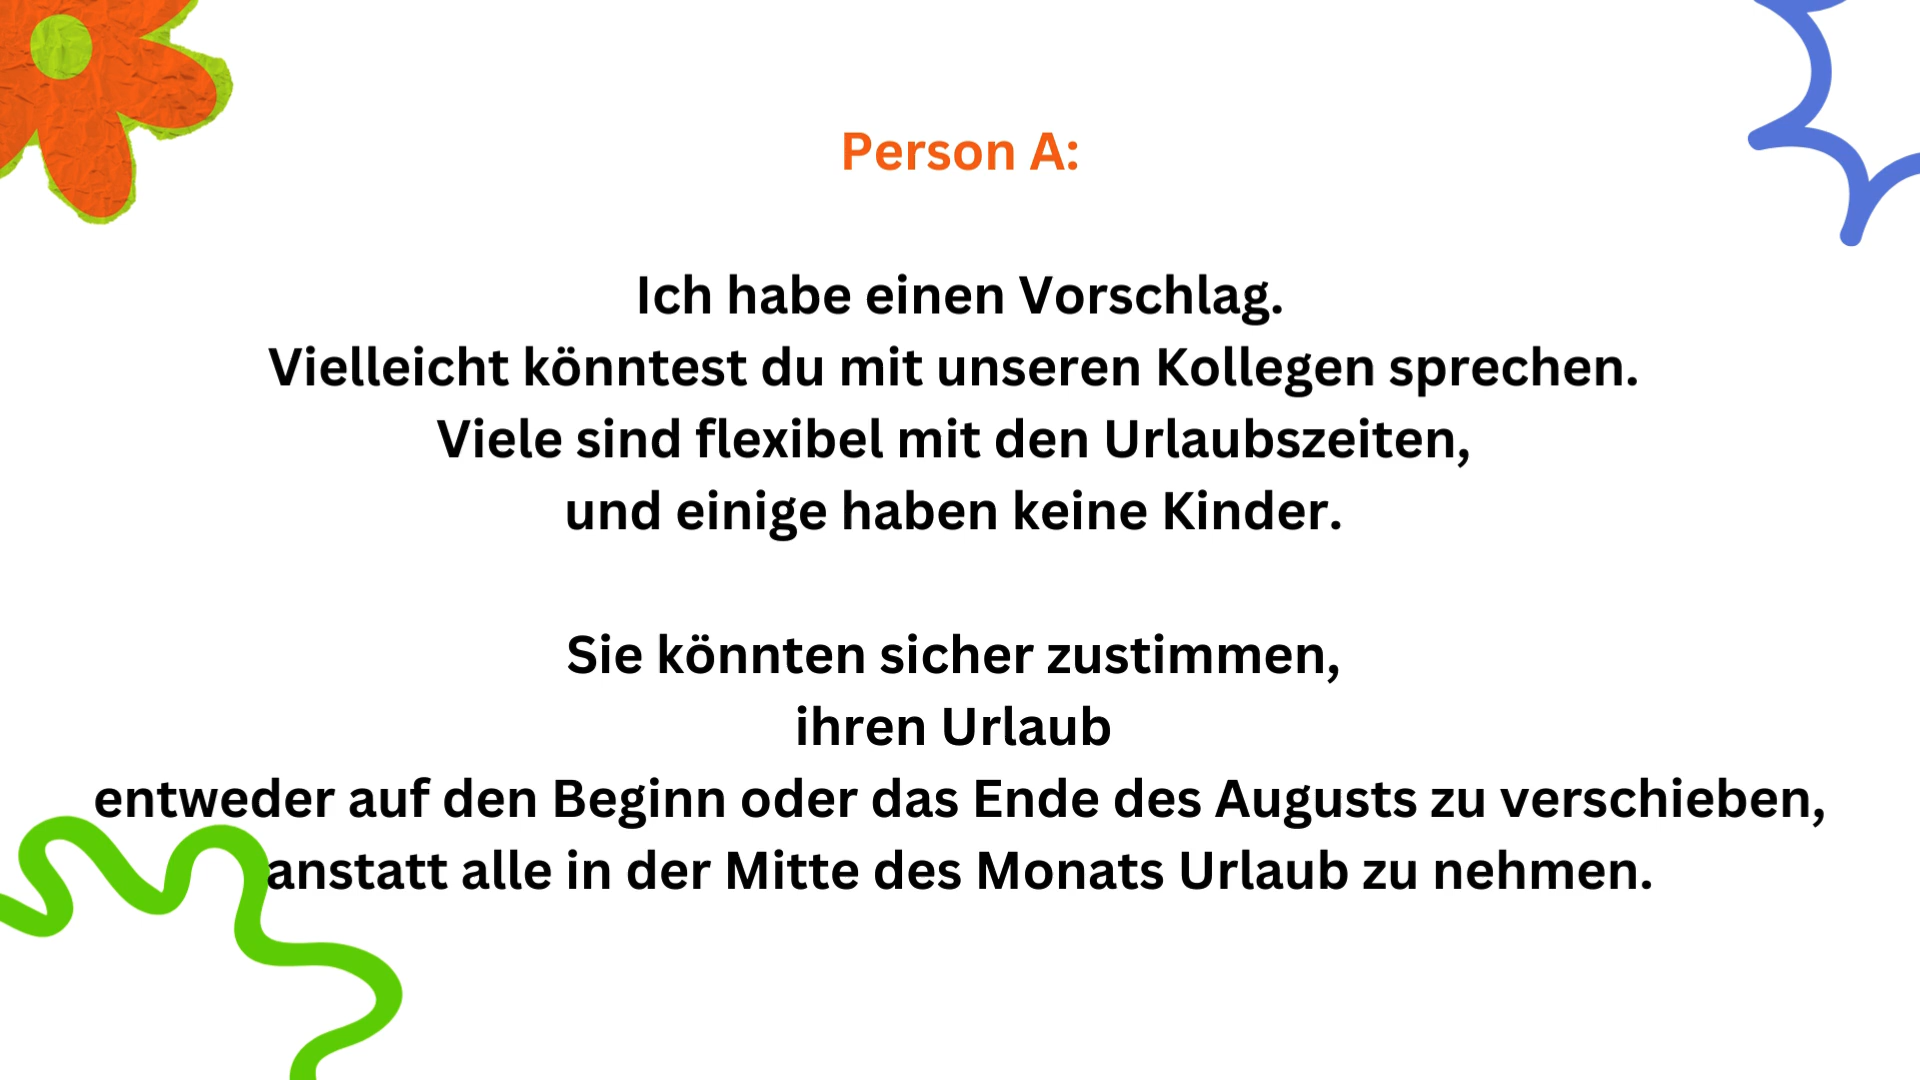 Person A:
Ich habe einen Vorschlag.
Vielleicht könntest du mit unseren Kollegen sprechen.
Viele sind flexibel mit den Urlaubszeiten,
und einige haben keine Kinder.
Sie könnten sicher zustimmen,
ihren Urlaub
entweder auf den Beginn oder das Ende des Augusts zu verschieben,
anstatt alle in der Mitte des Monats Urlaub zu nehmen.